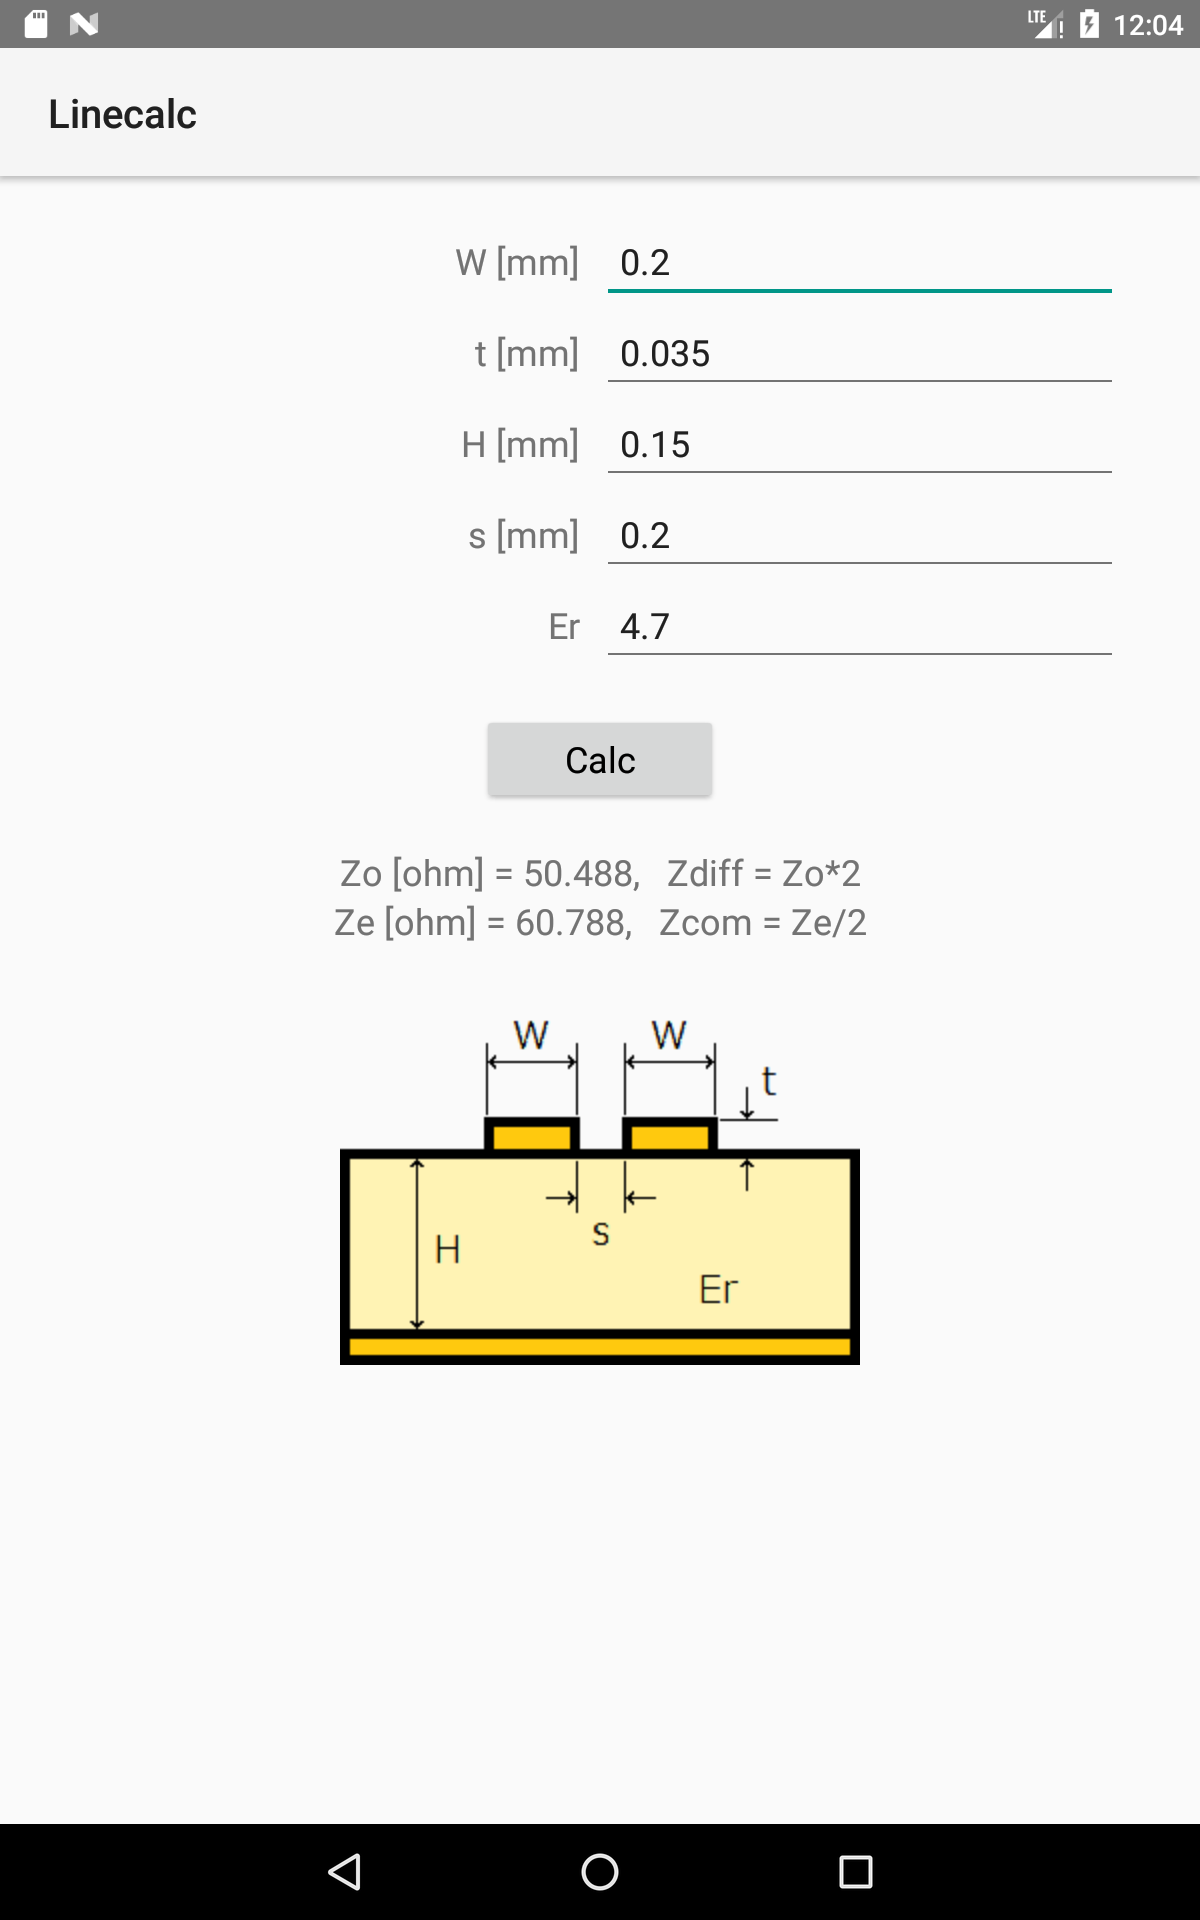 LTE 12:04
Linecalc
W [mm] 0.2
t [mm] 0.035
H [mm] 0.15
s [mm] 0.2
Er 4.7
Calc
Zo [ohm] = 50.488, Zdiff = Zo*2
Ze [ohm] = 60.788, Zcom = Ze/2
W W
t
s
H
Er